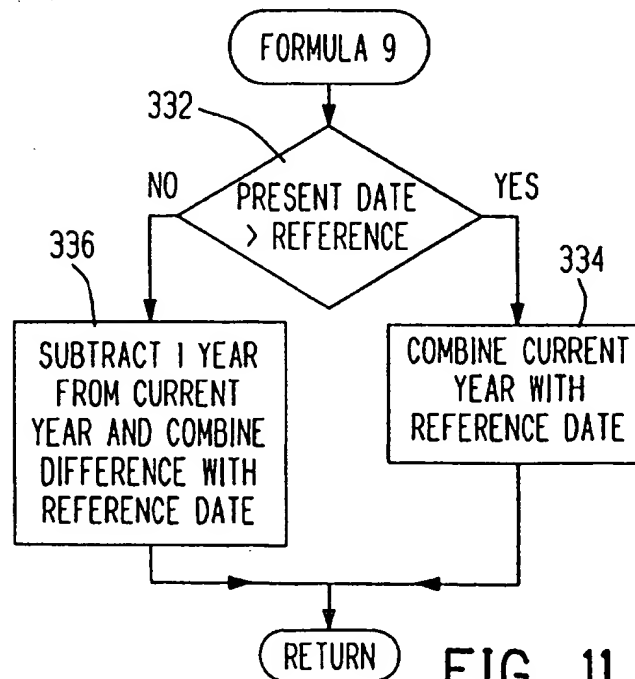 FORMULA 9
332
NO
PRESENT DATE
> REFERENCE
YES
336
334
SUBTRACT 1 YEAR
FROM CURRENT
YEAR AND COMBINE
DIFFERENCE WITH
REFERENCE DATE
COMBINE CURRENT
YEAR WITH
REFERENCE DATE
RETURN
FIG. 11